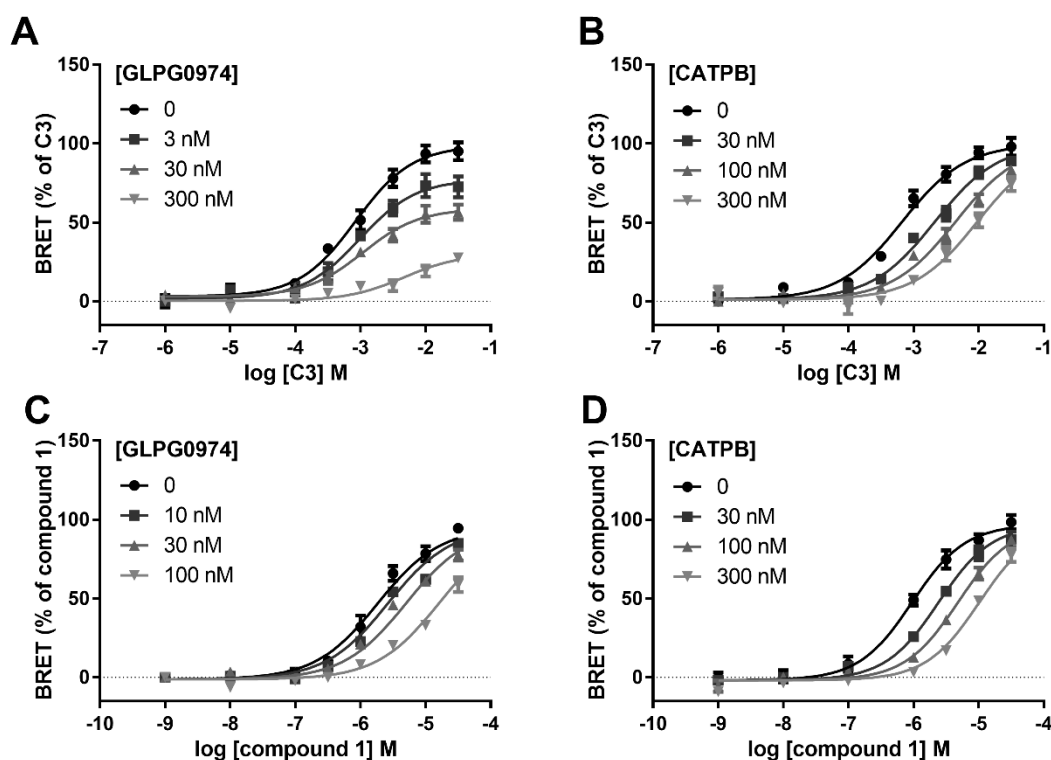 A
[GLPG0974]
0
3 nM
30 nM
300 nM
BRET (% of C3)
150
100
50
0
-7 -6 -5 -4 -3 -2 -1
log [C3] M
B
[CATPB]
0
30 nM
100 nM
300 nM
BRET (% of C3)
150
100
50
0
-7 -6 -5 -4 -3 -2 -1
log [C3] M
C
[GLPG0974]
0
10 nM
30 nM
100 nM
BRET (% of compound 1)
150
100
50
0
-10 -9 -8 -7 -6 -5 -4
log [compound 1] M
D
[CATPB]
0
30 nM
100 nM
300 nM
BRET (% of compound 1)
150
100
50
0
-10 -9 -8 -7 -6 -5 -4
log [compound 1] M